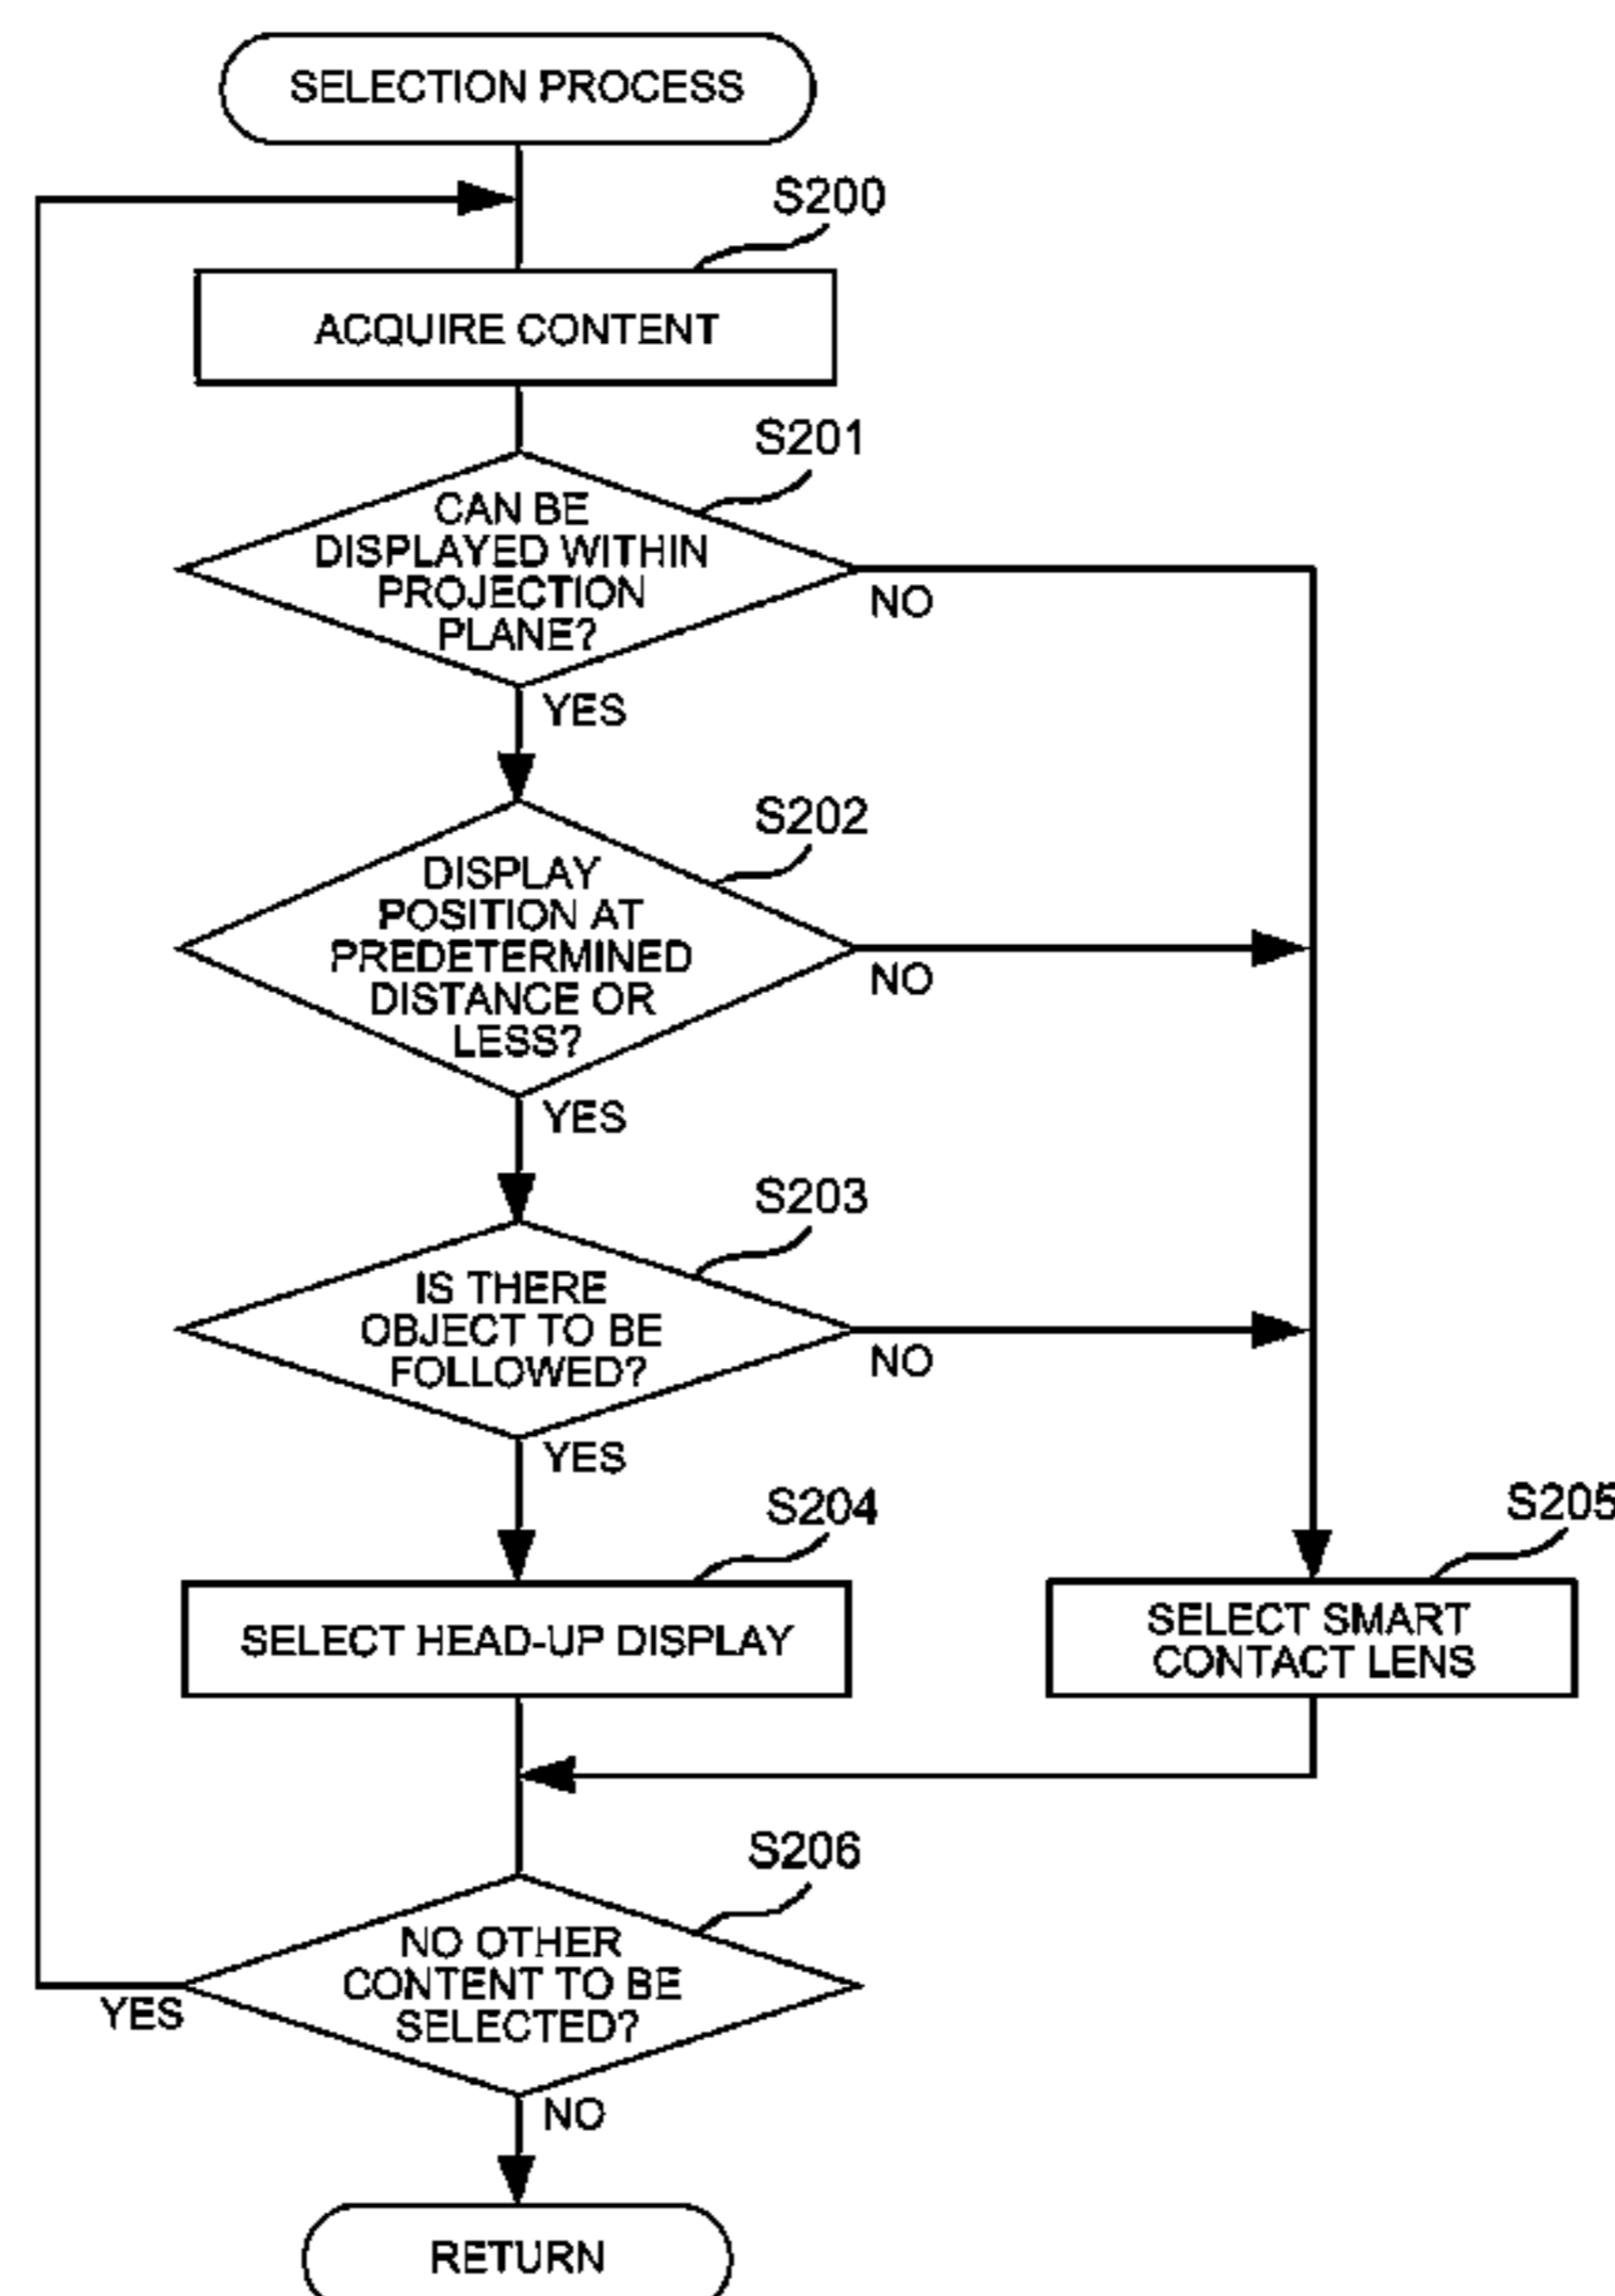 SELECTION PROCESS
S200
ACQUIRE CONTENT
S201
CAN BE
DISPLAYED WITHIN
PROJECTION
PLANE?
NO
YES
S202
DISPLAY
POSITION AT
PREDETERMINED
DISTANCE OR
LESS?
NO
YES
S203
IS THERE
OBJECT TO BE
FOLLOWED?
NO
YES
S204
SELECT HEAD-UP DISPLAY
S205
SELECT SMART
CONTACT LENS
S206
NO OTHER
CONTENT TO BE
SELECTED?
YES
NO
RETURN